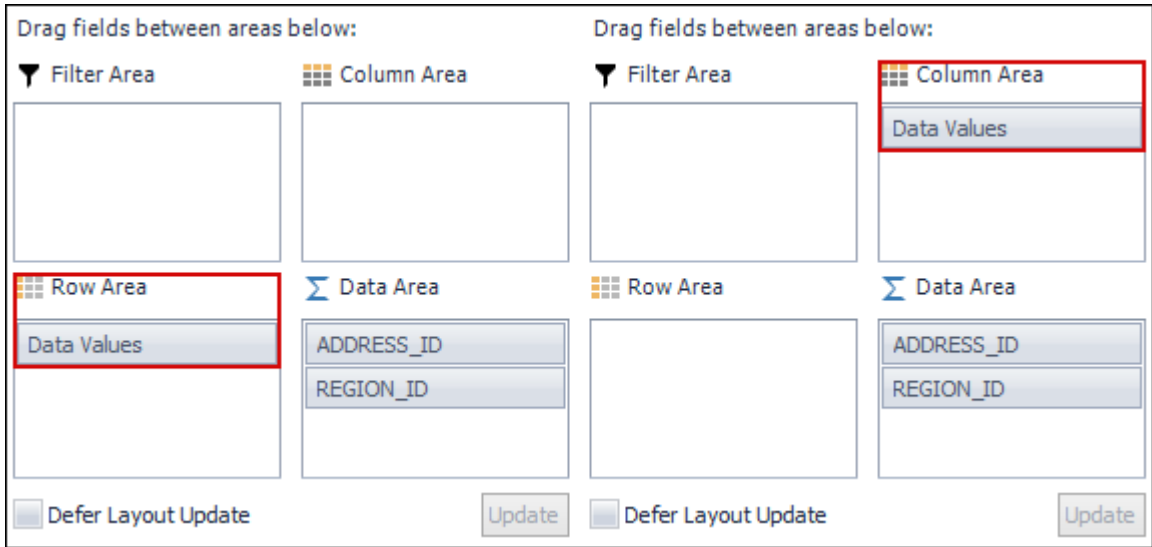 Drag fields between areas below:
Filter Area
Column Area
Row Area
Data Values
Data Area
ADDRESS_ID
REGION_ID
Defer Layout Update
Update
Drag fields between areas below:
Filter Area
Column Area
Data Values
Row Area
Data Area
ADDRESS_ID
REGION_ID
Defer Layout Update
Update